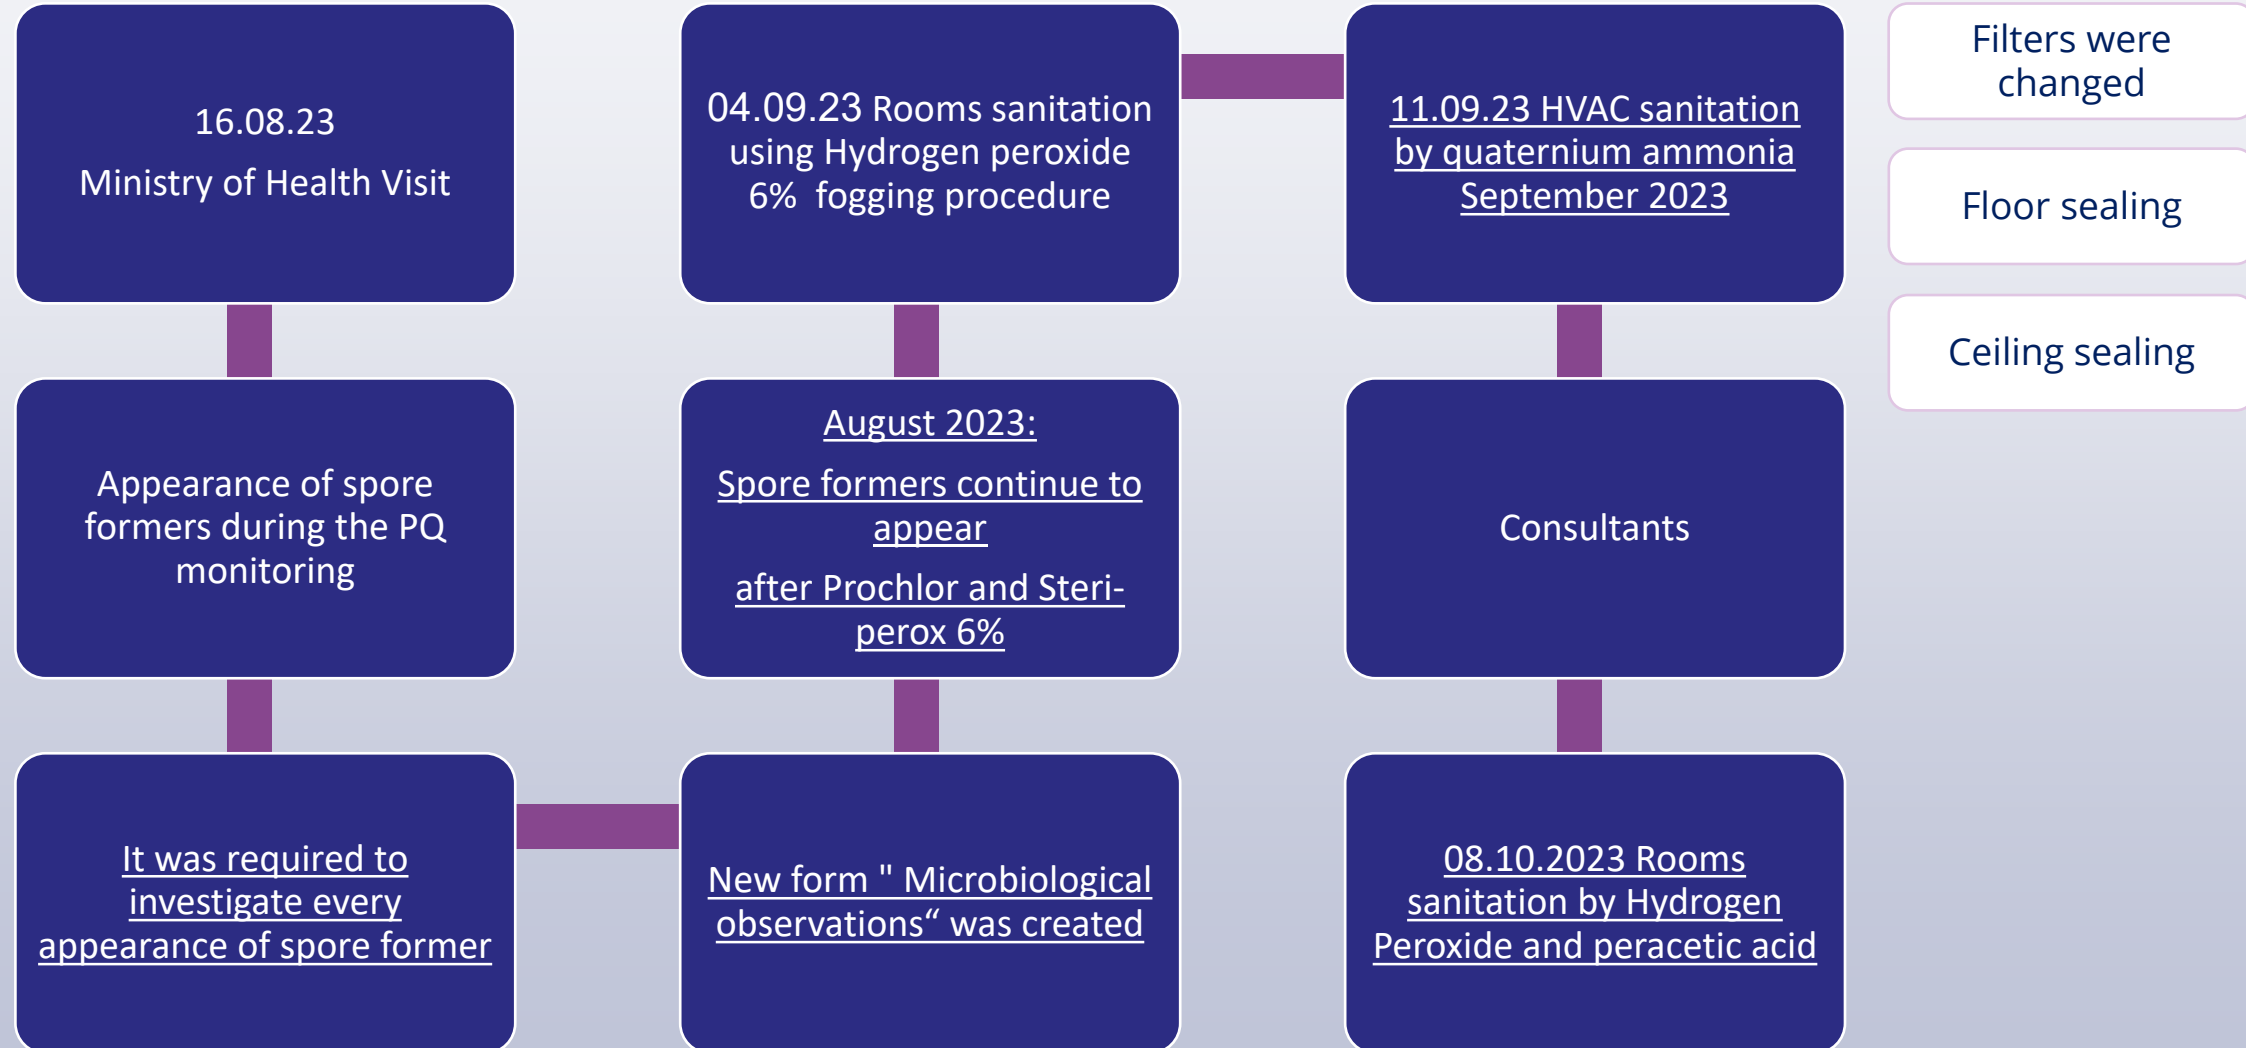 16.08.23
Ministry of Health Visit
Appearance of spore
formers during the PQ
monitoring
It was required to
investigate every
appearance of spore former
New form " Microbiological
observations“ was created
August 2023:
Spore formers continue to
appear
after Prochlor and Steri-
perox 6%
04.09.23 Rooms sanitation
using Hydrogen peroxide
6%  fogging procedure
11.09.23 HVAC sanitation
by quaternium ammonia
September 2023
Consultants
08.10.2023 Rooms
sanitation by Hydrogen
Peroxide and peracetic acid
Filters were
changed
Floor sealing
Ceiling sealing